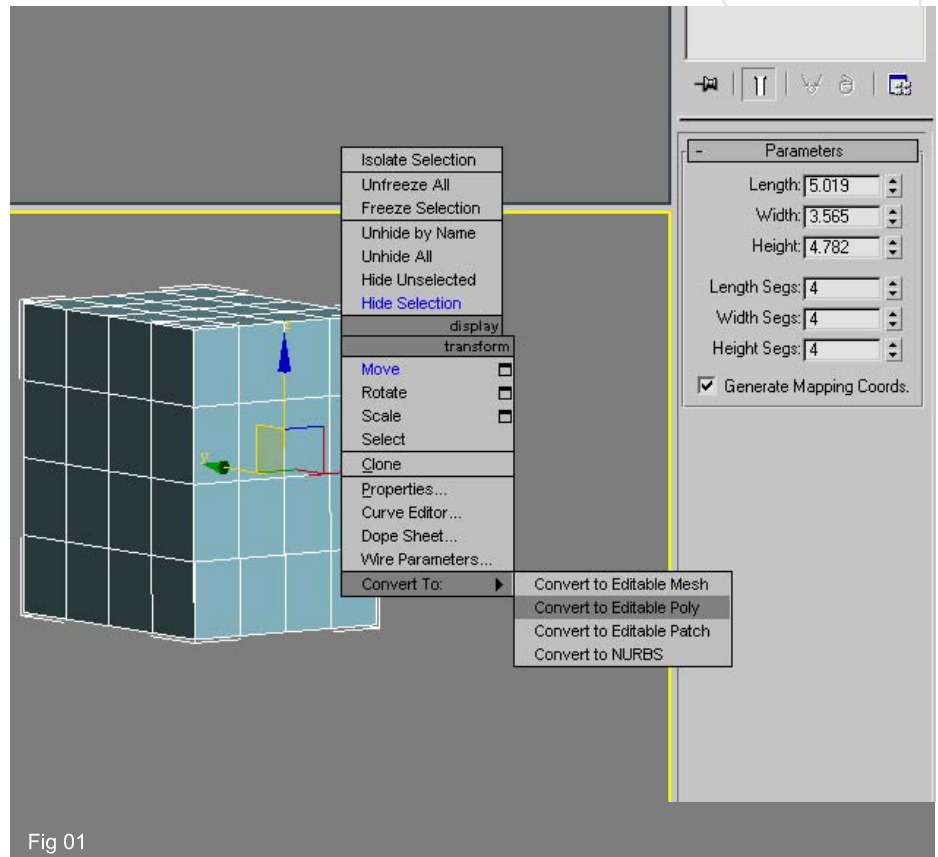 Isolate Selection
Unfreeze All
Freeze Selection
Unhide by Name
Unhide All
Hide Unselected
Hide Selection
display
transform
Move
Rotate
Scale
Select
Clone
Properties...
Curve Editor...
Dope Sheet...
Wire Parameters...
Convert To:
Convert to Editable Mesh
Convert to Editable Poly
Convert to Editable Patch
Convert to NURBS
- Parameters
Length: 5.019
Width: 3.565
Height: 4.782
Length Segs: 4
Width Segs: 4
Height Segs: 4
Generate Mapping Coords.
z
y
Fig 01